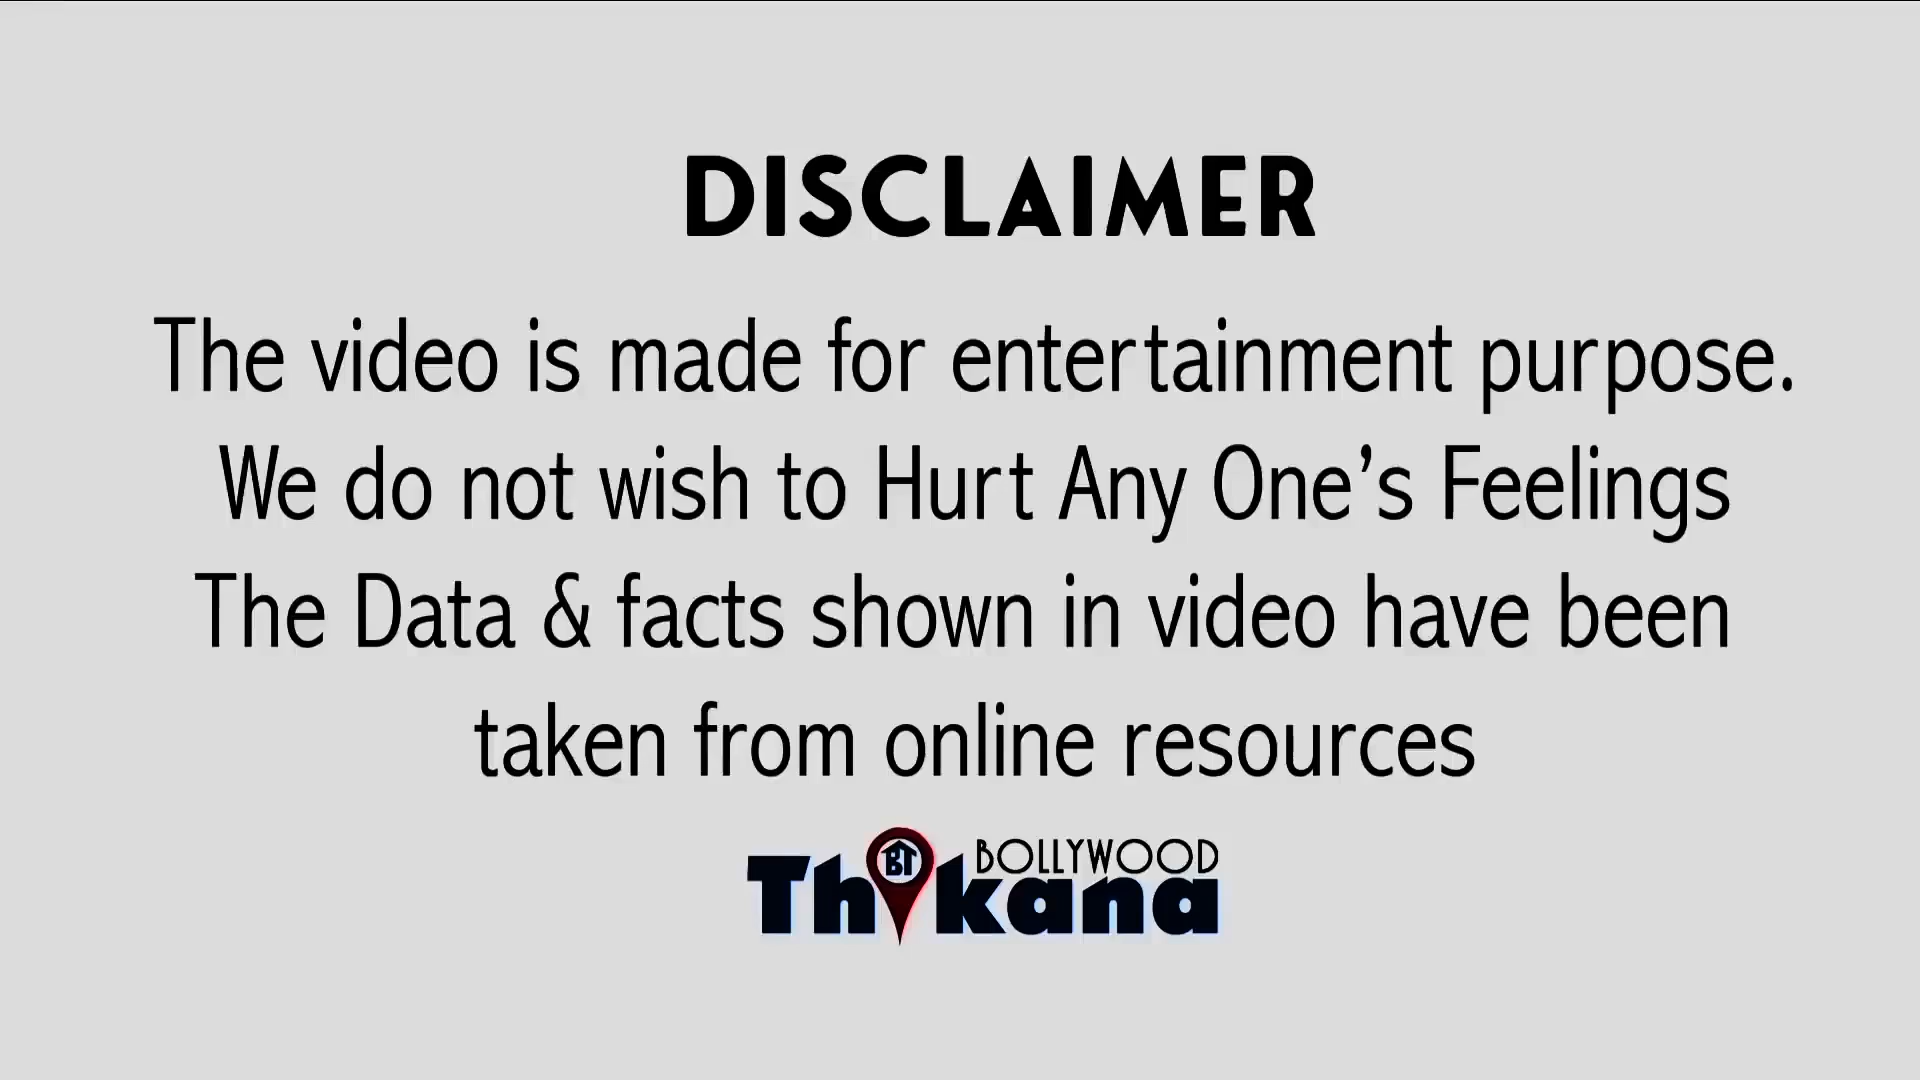 DISCLAIMER
The video is made for entertainment purpose.
We do not wish to Hurt Any One’s Feelings
The Data & facts shown in video have been
taken from online resources
BOLLYWOOD
BT
Thikana